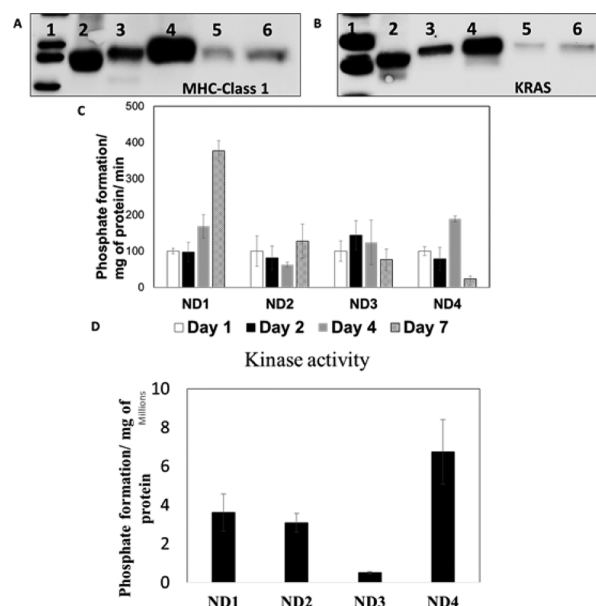 A
1 2 3 4 5 6
MHC-Class 1
B
1 2 3 4 5 6
KRAS
C
Phosphate formation/
mg of protein/ min
500
400
300
200
100
0
ND1 ND2 ND3 ND4
Day 1 Day 2 Day 4 Day 7
D
Kinase activity
Phosphate formation/ mg of
protein
Millions
10
8
6
4
2
0
ND1 ND2 ND3 ND4